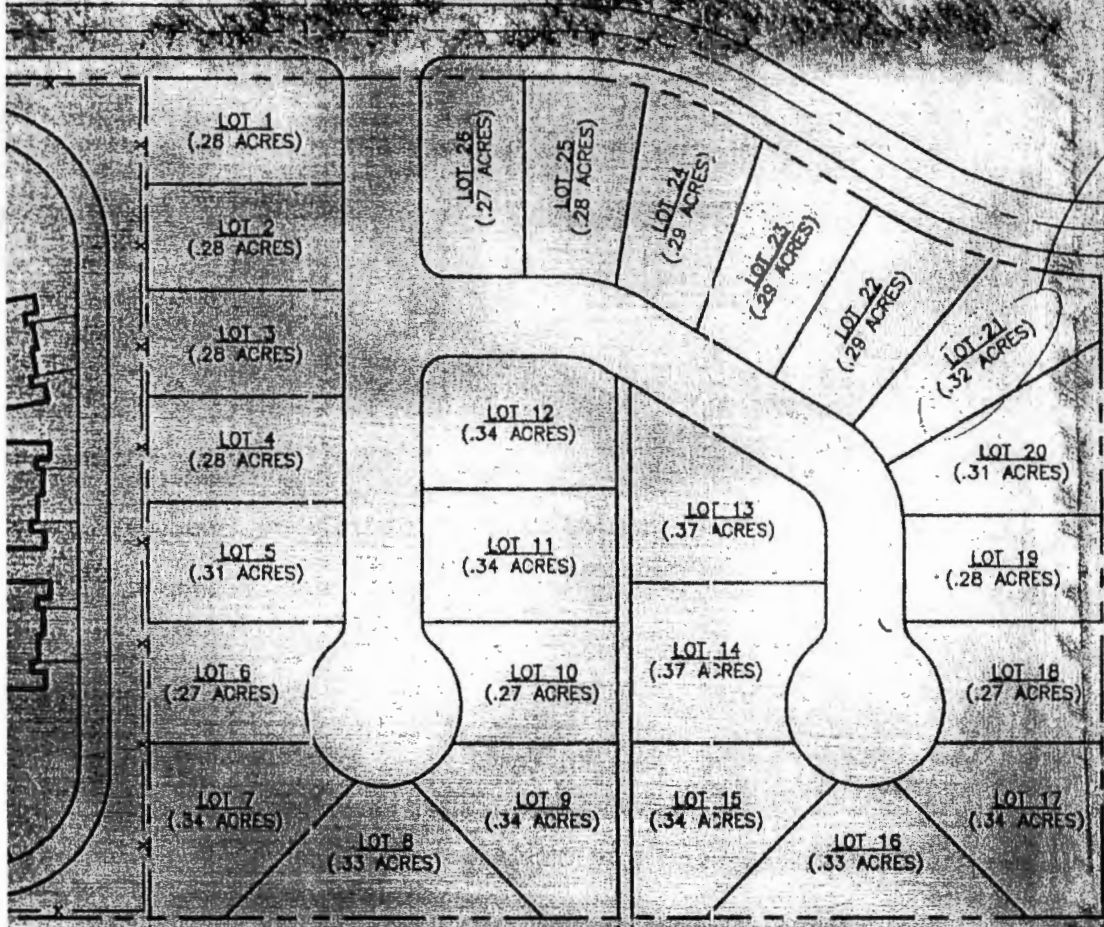 LOT 1
(.28 ACRES)
LOT 2
(.28 ACRES)
LOT 3
(.28 ACRES)
LOT 4
(.28 ACRES)
LOT 5
(.31 ACRES)
LOT 6
(.27 ACRES)
LOT 7
(.34 ACRES)
LOT 8
(.33 ACRES)
LOT 9
(.34 ACRES)
LOT 10
(.27 ACRES)
LOT 11
(.34 ACRES)
LOT 12
(.34 ACRES)
LOT 13
(.37 ACRES)
LOT 14
(.37 ACRES)
LOT 15
(.34 ACRES)
LOT 16
(.33 ACRES)
LOT 17
(.34 ACRES)
LOT 18
(.27 ACRES)
LOT 19
(.28 ACRES)
LOT 20
(.31 ACRES)
LOT 21
(.32 ACRES)
LOT 22
(.29 ACRES)
LOT 23
(.29 ACRES)
LOT 24
(.29 ACRES)
LOT 25
(.28 ACRES)
LOT 26
(.27 ACRES)